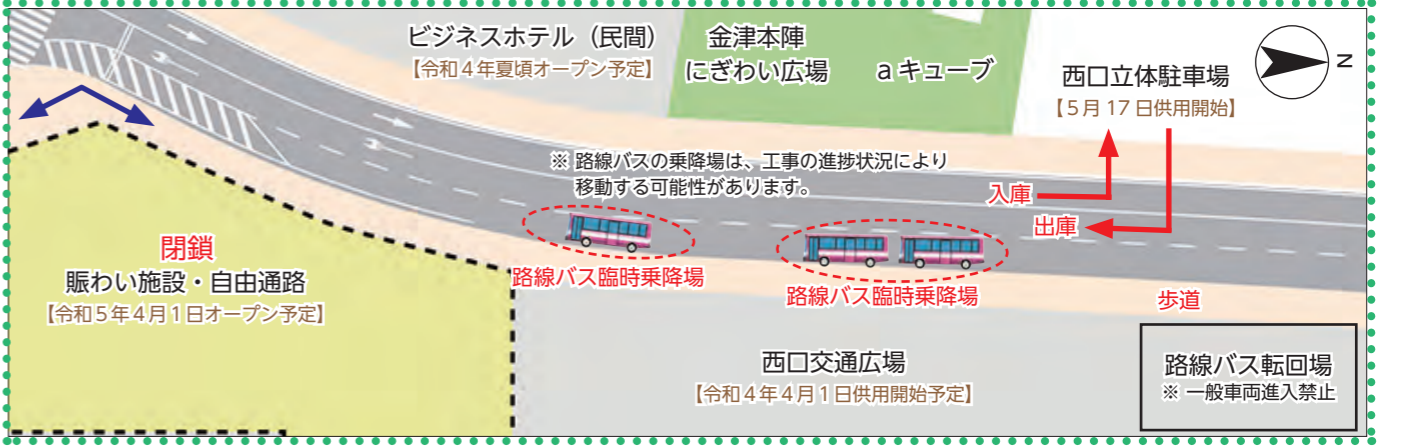 ビジネスホテル（民間）
【令和４年夏頃オープン予定】
金津本陣
にぎわい広場
aキューブ
西口立体駐車場
【５月17日供用開始】
N
※ 路線バスの乗降場は、工事の進捗状況により
移動する可能性があります。
入庫
出庫
閉鎖
賑わい施設・自由通路
【令和５年４月１日オープン予定】
路線バス臨時乗降場
路線バス臨時乗降場
歩道
西口交通広場
【令和４年４月１日供用開始予定】
路線バス転回場
※ 一般車両進入禁止